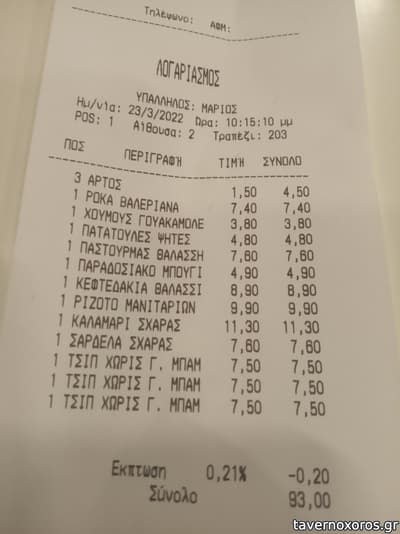 Τηλέφωνο: ΑΦΜ:
ΛΟΓΑΡΙΑΣΜΟΣ
ΥΠΑΛΛΗΛΟΣ: ΜΑΡΙΟΣ
Ημ/νία: 23/3/2022 Ωρα: 10:15:10 μμ
POS: 1 Αίθουσα: 2 Τραπέζι: 203
ΠΟΣ ΠΕΡΙΓΡΑΦΉ ΤΙΜΉ ΣΥΝΟΛΟ
3 ΑΡΤΟΣ 1,50 4,50
1 ΡΟΚΑ ΒΑΛΕΡΙΑΝΑ 7,40 7,40
1 ΧΟΥΜΟΥΣ ΓΟΥΑΚΑΜΟΛΕ 3,80 3,80
1 ΠΑΤΑΤΟΥΛΕΣ ΨΗΤΕΣ 4,80 4,80
1 ΠΑΣΤΟΥΡΜΑΣ ΘΑΛΑΣΣΗ 7,60 7,60
1 ΠΑΡΑΔΟΣΙΑΚΟ ΜΠΟΥΓΙ 4,90 4,90
1 ΚΕΦΤΕΔΑΚΙΑ ΘΑΛΑΣΣΙ 8,90 8,90
1 ΡΙΖΟΤΟ ΜΑΝΙΤΑΡΙΩΝ 9,90 9,90
1 ΚΑΛΑΜΑΡΙ ΣΧΑΡΑΣ 11,30 11,30
1 ΣΑΡΔΕΛΑ ΣΧΑΡΑΣ 7,60 7,60
1 ΤΣΙΠ ΧΩΡΙΣ Γ. ΜΠΑΜ 7,50 7,50
1 ΤΣΙΠ ΧΩΡΙΣ Γ. ΜΠΑΜ 7,50 7,50
1 ΤΣΙΠ ΧΩΡΙΣ Γ. ΜΠΑΜ 7,50 7,50
Εκπτωση 0,21% -0,20
Σύνολο 93,00
tavernoxoros.gr